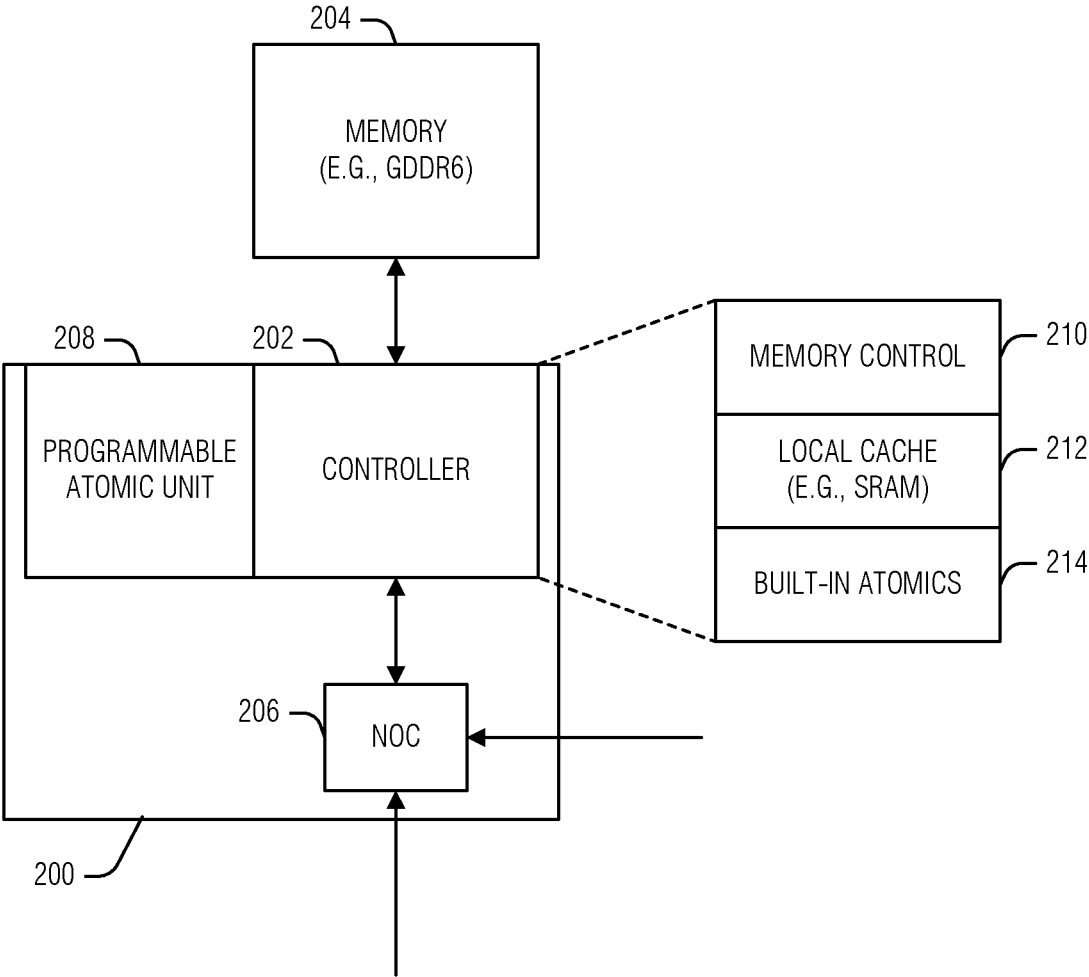 204
MEMORY
(E.G., GDDR6)
208
202
PROGRAMMABLE
ATOMIC UNIT
CONTROLLER
MEMORY CONTROL
210
LOCAL CACHE
(E.G., SRAM)
212
BUILT-IN ATOMICS
214
206
NOC
200